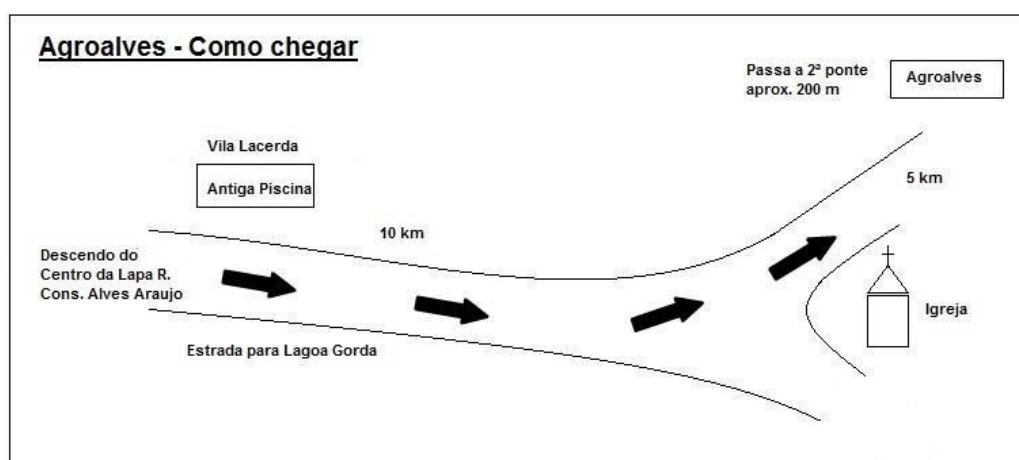 Agroalves - Como chegar
Passa a 2ª ponte
aprox. 200 m
Agroalves
Vila Lacerda
Antiga Piscina
5 km
10 km
Descendo do
Centro da Lapa R.
Cons. Alves Araujo
Igreja
Estrada para Lagoa Gorda